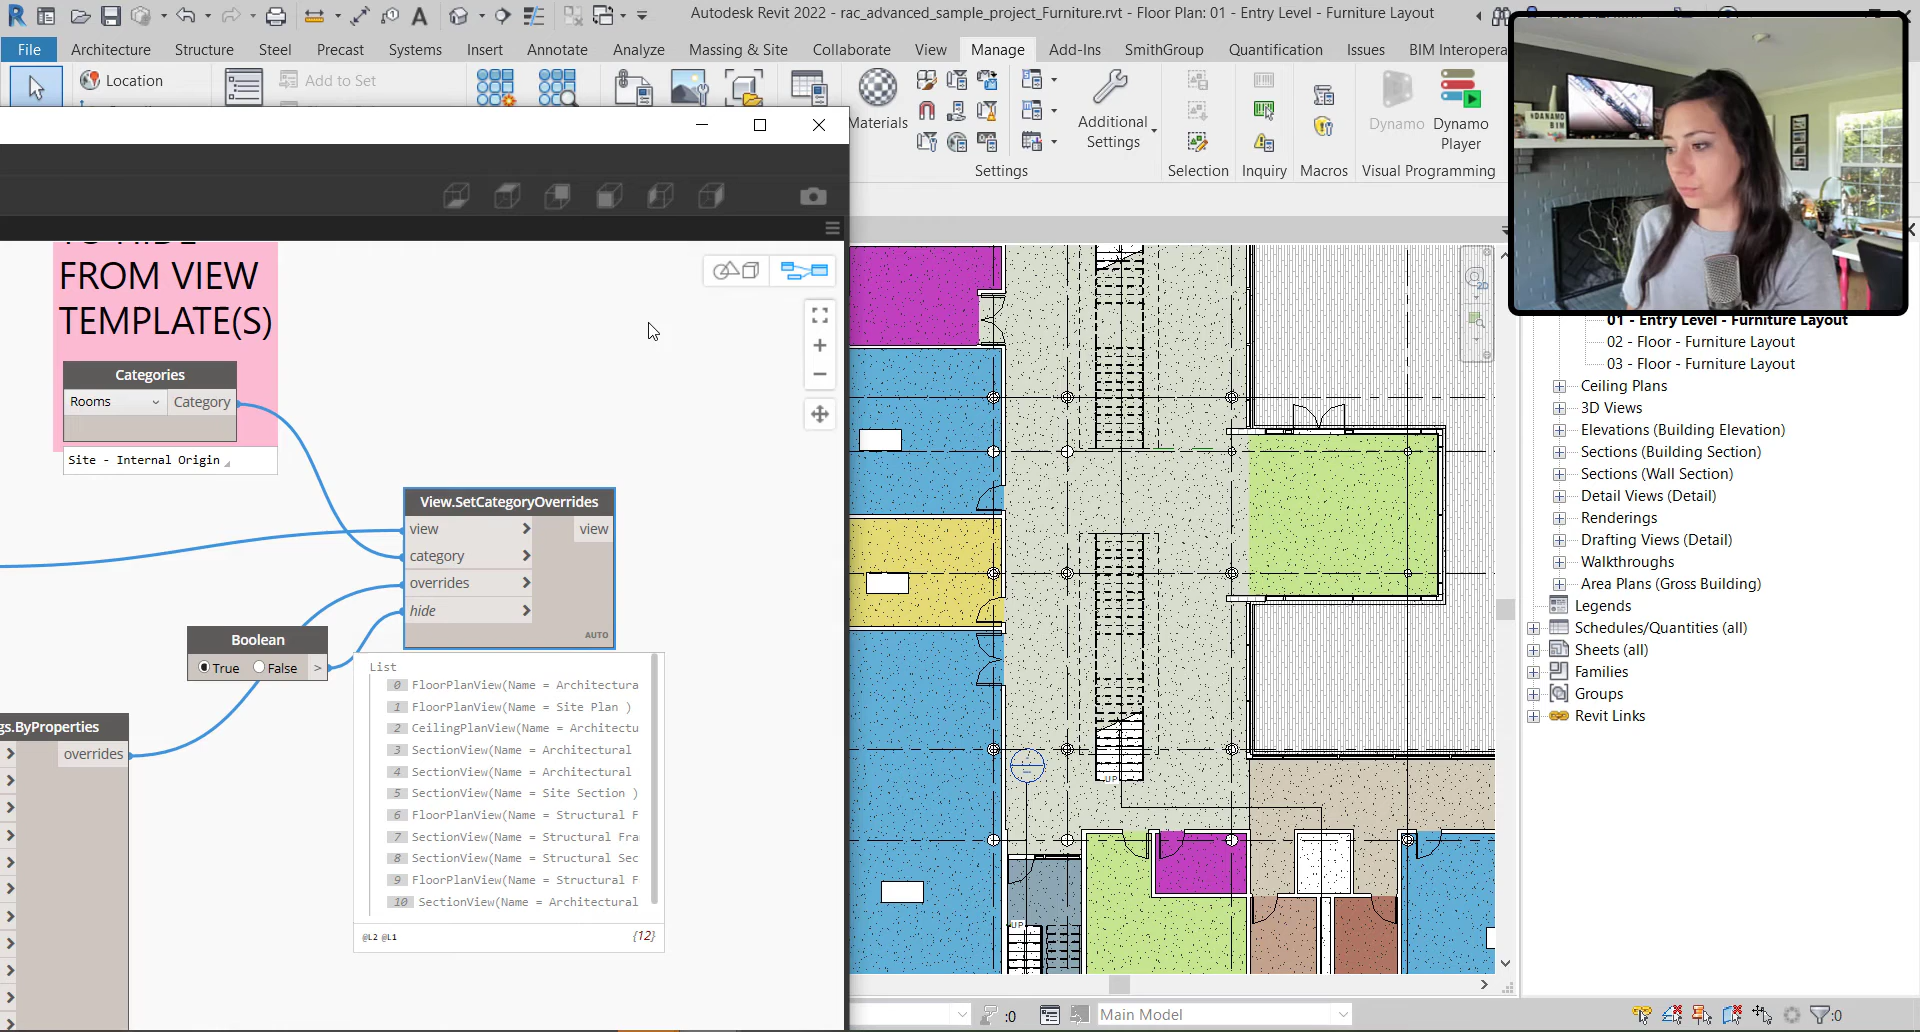 Autodesk Revit 2022 - rac_advanced_sample_project_Furniture.rvt - Floor Plan: 01 - Entry Level - Furniture Layout
File Architecture Structure Steel Precast Systems Insert Annotate Analyze Massing & Site Collaborate View Manage Add-Ins SmithGroup Quantification Issues BIM Interopera
Location
Add to Set
Materials
Additional Settings
Dynamo
Dynamo Player
Settings Selection Inquiry Macros Visual Programming
FROM VIEW
TEMPLATE(S)
Categories
Rooms Category
Site - Internal Origin
View.SetCategoryOverrides
view > view
category >
overrides >
hide >
AUTO
Boolean
True False >
gs.ByProperties
overrides
List
0 FloorPlanView(Name = Architectura
1 FloorPlanView(Name = Site Plan )
2 CeilingPlanView(Name = Architectu
3 SectionView(Name = Architectural
4 SectionView(Name = Architectural
5 SectionView(Name = Site Section )
6 FloorPlanView(Name = Structural F
7 SectionView(Name = Structural Fra
8 SectionView(Name = Structural Sec
9 FloorPlanView(Name = Structural F
10 SectionView(Name = Architectural
@L2 @L1 {12}
UP
UP
2D
#DANAMO
BIM
01 - Entry Level - Furniture Layout
02 - Floor - Furniture Layout
03 - Floor - Furniture Layout
Ceiling Plans
3D Views
Elevations (Building Elevation)
Sections (Building Section)
Sections (Wall Section)
Detail Views (Detail)
Renderings
Drafting Views (Detail)
Walkthroughs
Area Plans (Gross Building)
Legends
Schedules/Quantities (all)
Sheets (all)
Families
Groups
Revit Links
:0 Main Model :0